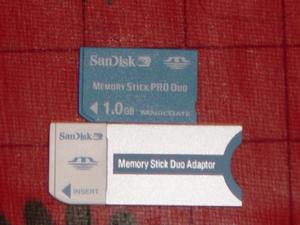 SanDisk
MEMORY STICK PRO DUO
1.0GB MAGICGATE
SanDisk
Memory Stick Duo Adaptor
INSERT